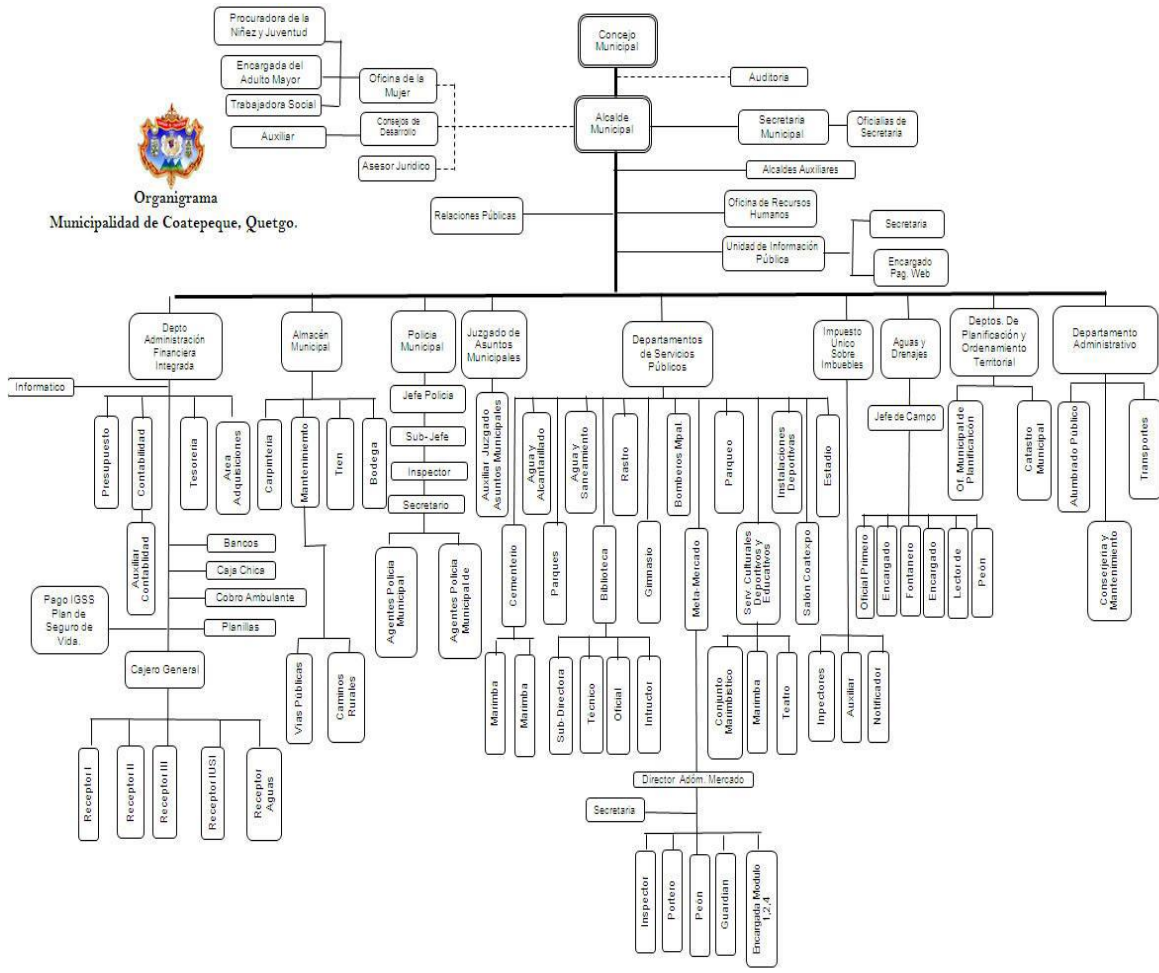 Procuradora de la
Niñez y Juventud
Concejo
Municipal
Encargada del
Adulto Mayor
Oficina de la
Mujer
Auditoria
Trabajadora Social
Alcalde
Municipal
Secretaria
Municipal
Oficialias de
Secretaria
Consejos de
Desarrollo
Auxiliar
Asesor Jurídico
Alcaldes Auxiliares
Organigrama
Municipalidad de Coatepeque, Quetgo.
Relaciones Públicas
Oficina de Recursos
Humanos
Secretaria
Unidad de Información
Pública
Encargado
Pag. Web
Depto
Administración
Financiera
Integrada
Almacén
Municipal
Policia
Municipal
Juzgado de
Asuntos
Municipales
Departamentos
de Servicios
Públicos
Impuesto
Unico
Sobre
Imbuebles
Aguas y
Drenajes
Deptos. De
Planificación y
Ordenamiento
Territorial
Departamento
Administrativo
Informatico
Presupuesto
Contabilidad
Tesoreria
Area
Adquisiciones
Carpinteria
Mantenimiemto
Tren
Bodega
Jefe Policia
Sub-Jefe
Inspector
Secretario
Auxiliar Juzgado
Asuntos Municipales
Agua y
Alcantarillado
Agua y
Saneamiento
Rastro
Bomberos Mpal.
Parqueo
Instalaciones
Deportivas
Estadio
Jefe de Campo
Of. Municipal de
Planificacón
Catastro
Municipal
Alumbrado Publico
Transportes
Auxiliar
Contablidad
Bancos
Caja Chica
Cobro Ambulante
Planillas
Pago IGSS
Plan de
Seguro de
Vida.
Cajero General
Agentes Policia
Municipal
Agentes Policia
Municipal de
Cementerio
Parques
Biblioteca
Gimnasio
Meta-Mercado
Serv. Culturales
Deportivos y
Educativos
Salón Coatexpo
Oficial Primero
Encargado
Fontanero
Encargado
Lector de
Peón
Conserjeria y
Mantenimiento
Vias Publicas
Caminos
Rurales
Marimba
Marimba
Sub-Directora
Técnico
Oficial
Intructor
Conjunto
Marimbistico
Marimba
Teatro
Inpectores
Auxiliar
Notificador
Receptor I
Receptor II
Receptor III
Receptor IUSI
Receptor
Aguas
Director Adóm. Mercado
Secretaria
Inspector
Portero
Peón
Guardian
Encargada Modulo
1,2,4